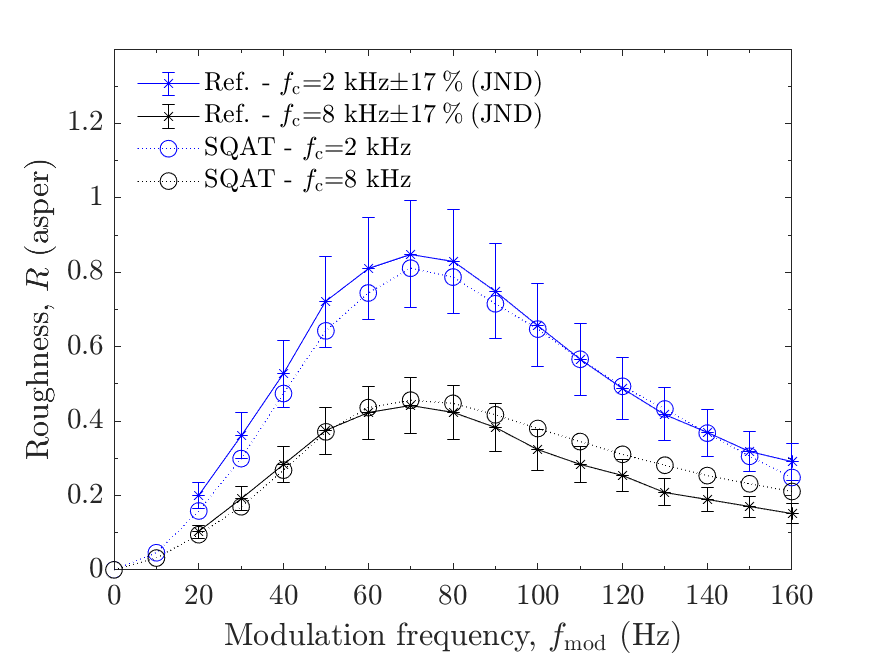 Ref. - fc=2 kHz±17 % (JND)
Ref. - fc=8 kHz±17 % (JND)
SQAT - fc=2 kHz
SQAT - fc=8 kHz
1.2
1
0.8
0.6
0.4
0.2
0
Roughness, R (asper)
0 20 40 60 80 100 120 140 160
Modulation frequency, fmod (Hz)